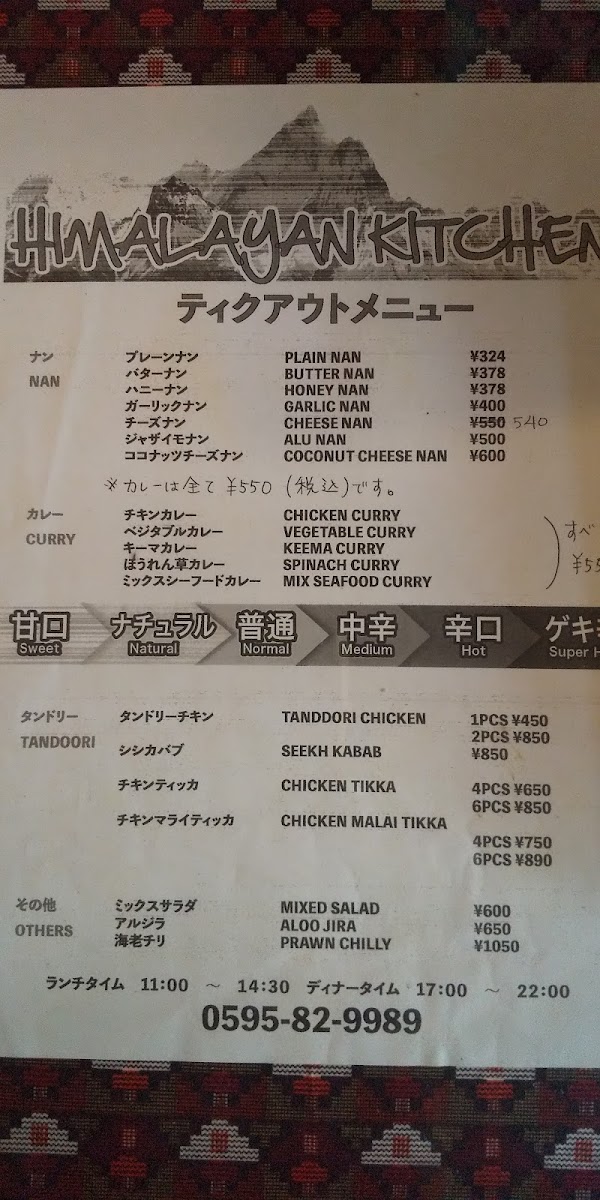 HIMALAYAN KITCHEN
ティクアウトメニュー
ナン プレーンナン PLAIN NAN ¥324
NAN バターナン BUTTER NAN ¥378
ハニーナン HONEY NAN ¥378
ガーリックナン GARLIC NAN ¥400
チーズナン CHEESE NAN ¥550 540
ジャザイモナン ALU NAN ¥500
ココナッツチーズナン COCONUT CHEESE NAN ¥600
※カレーは全て ¥550 (税込)です。
カレー チキンカレー CHICKEN CURRY
CURRY ベジタブルカレー VEGETABLE CURRY すべ
キーマカレー KEEMA CURRY
ほうれん草カレー SPINACH CURRY ¥55
ミックスシーフードカレー MIX SEAFOOD CURRY
甘口 ナチュラル 普通 中辛 辛口 ゲキ
Sweet Natural Normal Medium Hot Super H
タンドリー タンドリーチキン TANDDORI CHICKEN 1PCS ¥450
TANDOORI 2PCS ¥850
シシカバブ SEEKH KABAB ¥850
チキンティッカ CHICKEN TIKKA 4PCS ¥650
6PCS ¥850
チキンマライティッカ CHICKEN MALAI TIKKA
4PCS ¥750
6PCS ¥890
その他 ミックスサラダ MIXED SALAD ¥600
OTHERS アルジラ ALOO JIRA ¥650
海老チリ PRAWN CHILLY ¥1050
ランチタイム 11:00 ～ 14:30 ディナータイム 17:00 ～ 22:00
0595-82-9989